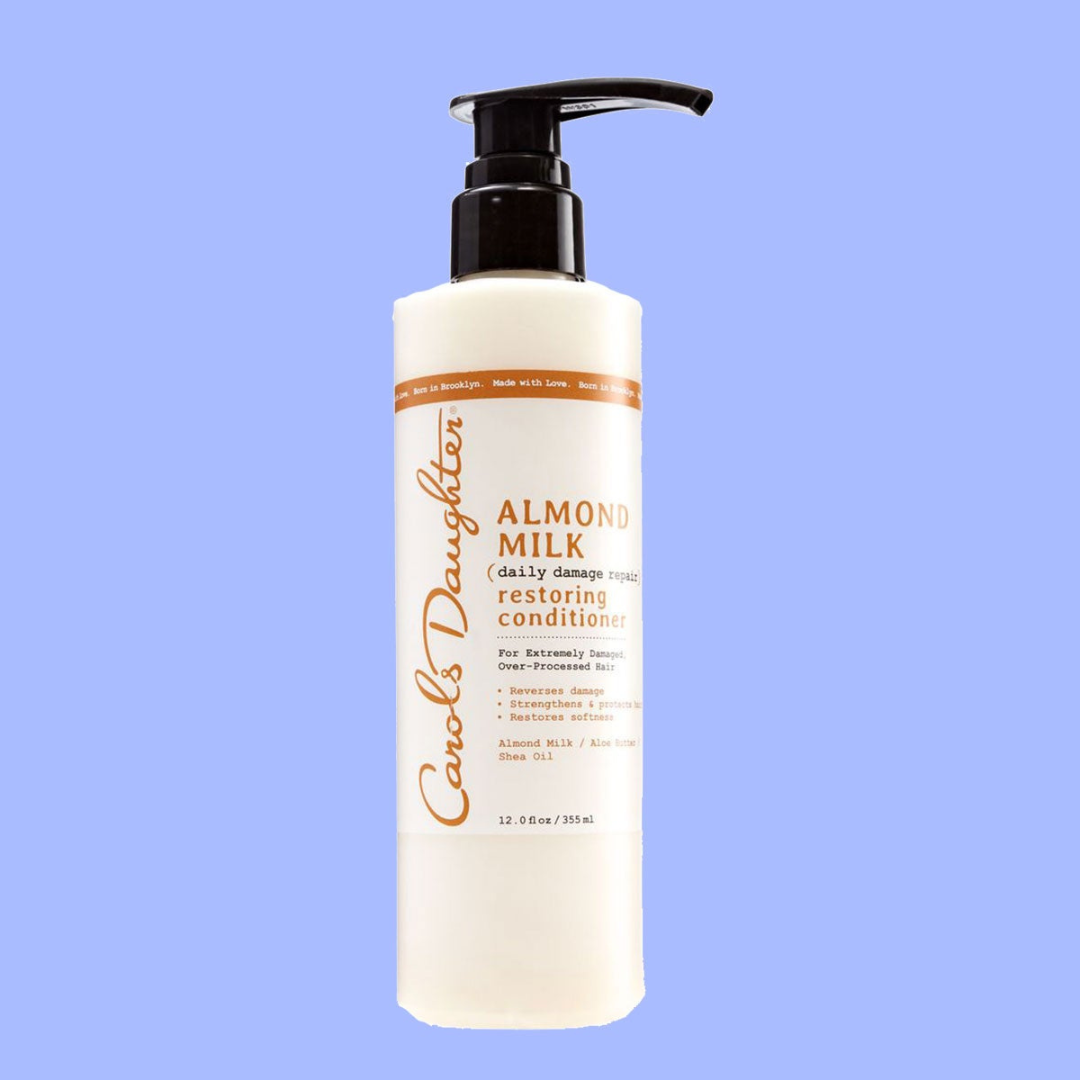 Born in Brooklyn. Made with Love. Born in Brooklyn.
Carol's Daughter®
ALMOND
MILK
(daily damage repair)
restoring
conditioner
For Extremely Damaged,
Over-Processed Hair
• Reverses damage
• Strengthens & protects
• Restores softness
Almond Milk / Aloe Butter /
Shea Oil
12.0 fl oz / 355 ml